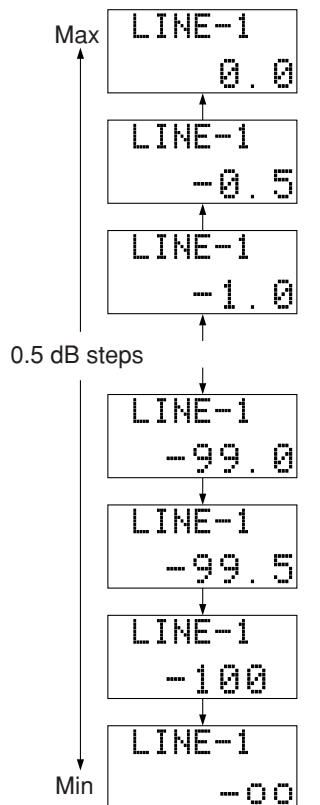 Max
LINE-1
0.0
LINE-1
-0.5
LINE-1
-1.0
0.5 dB steps
LINE-1
-99.0
LINE-1
-99.5
LINE-1
-100
LINE-1
Min
-oo